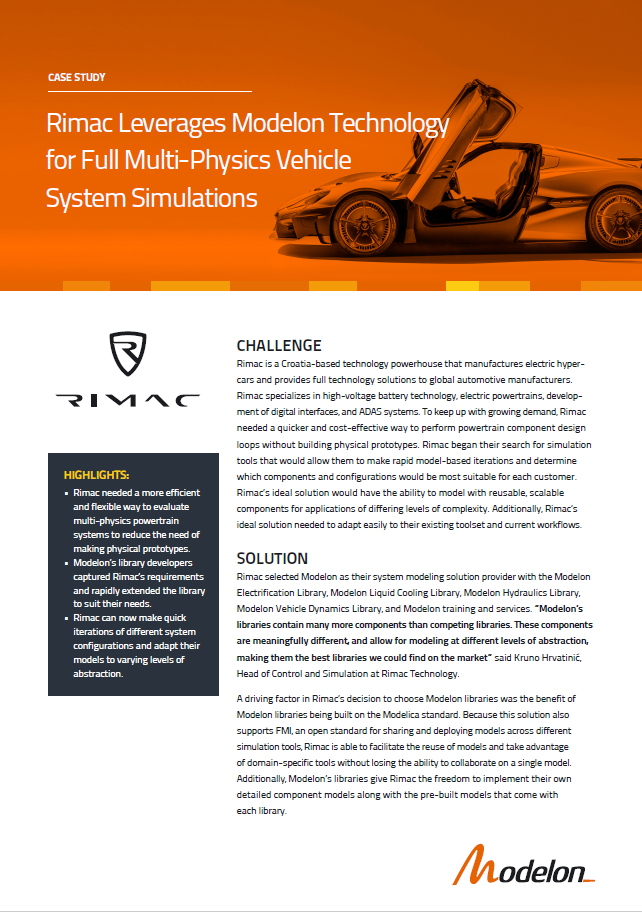 CASE STUDY
Rimac Leverages Modelon Technology
for Full Multi-Physics Vehicle
System Simulations
RIMAC
HIGHLIGHTS:
▪ Rimac needed a more efficient
and flexible way to evaluate
multi-physics powertrain
systems to reduce the need of
making physical prototypes.
▪ Modelon's library developers
captured Rimac's requirements
and rapidly extended the library
to suit their needs.
▪ Rimac can now make quick
iterations of different system
configurations and adapt their
models to varying levels of
abstraction.
CHALLENGE
Rimac is a Croatia-based technology powerhouse that manufactures electric hyper-
cars and provides full technology solutions to global automotive manufacturers.
Rimac specializes in high-voltage battery technology, electric powertrains, develop-
ment of digital interfaces, and ADAS systems. To keep up with growing demand, Rimac
needed a quicker and cost-effective way to perform powertrain component design
loops without building physical prototypes. Rimac began their search for simulation
tools that would allow them to make rapid model-based iterations and determine
which components and configurations would be most suitable for each customer.
Rimac's ideal solution would have the ability to model with reusable, scalable
components for applications of differing levels of complexity. Additionally, Rimac's
ideal solution needed to adapt easily to their existing toolset and current workflows.
SOLUTION
Rimac selected Modelon as their system modeling solution provider with the Modelon
Electrification Library, Modelon Liquid Cooling Library, Modelon Hydraulics Library,
Modelon Vehicle Dynamics Library, and Modelon training and services. "Modelon's
libraries contain many more components than competing libraries. These components
are meaningfully different, and allow for modeling at different levels of abstraction,
making them the best libraries we could find on the market" said Kruno Hrvatinić,
Head of Control and Simulation at Rimac Technology.
A driving factor in Rimac's decision to choose Modelon libraries was the benefit of
Modelon libraries being built on the Modelica standard. Because this solution also
supports FMI, an open standard for sharing and deploying models across different
simulation tools, Rimac is able to facilitate the reuse of models and take advantage
of domain-specific tools without losing the ability to collaborate on a single model.
Additionally, Modelon's libraries give Rimac the freedom to implement their own
detailed component models along with the pre-built models that come with
each library.
Modelon